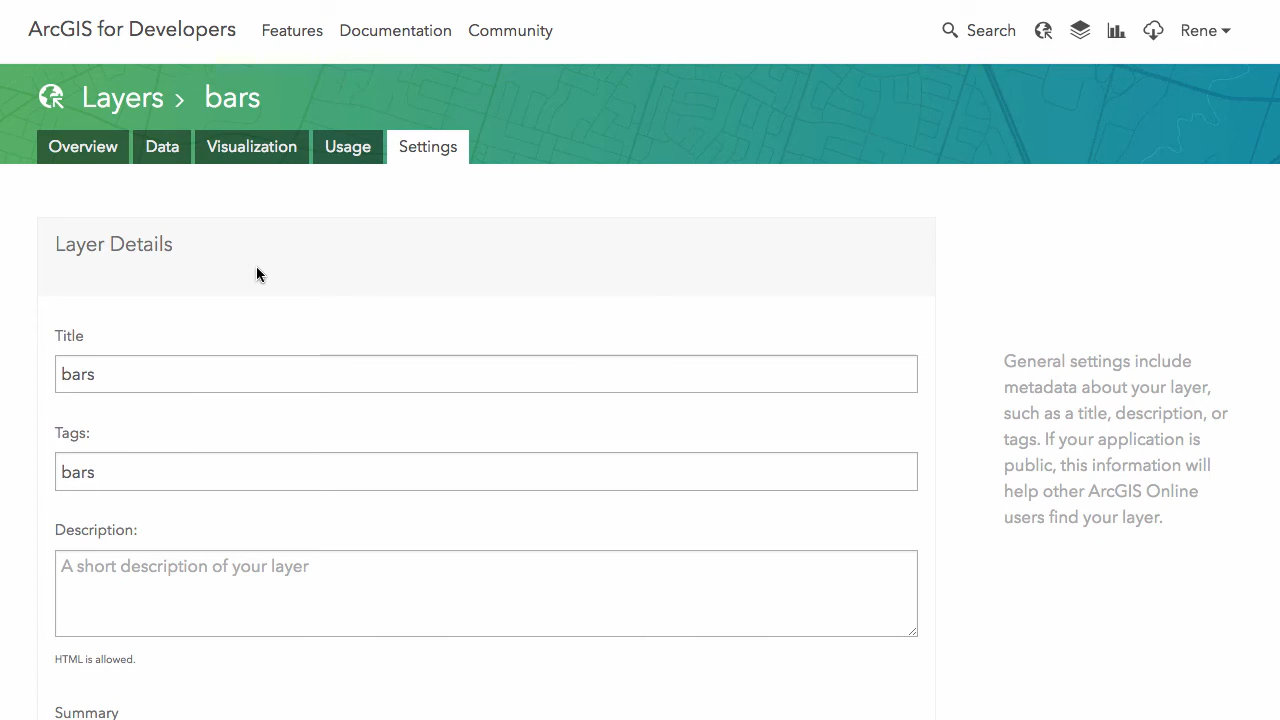 ArcGIS for Developers Features Documentation Community Search Rene
Layers › bars
Overview Data Visualization Usage Settings
Layer Details
Title
bars
Tags:
bars
Description:
A short description of your layer
HTML is allowed.
Summary
General settings include
metadata about your layer,
such as a title, description, or
tags. If your application is
public, this information will
help other ArcGIS Online
users find your layer.